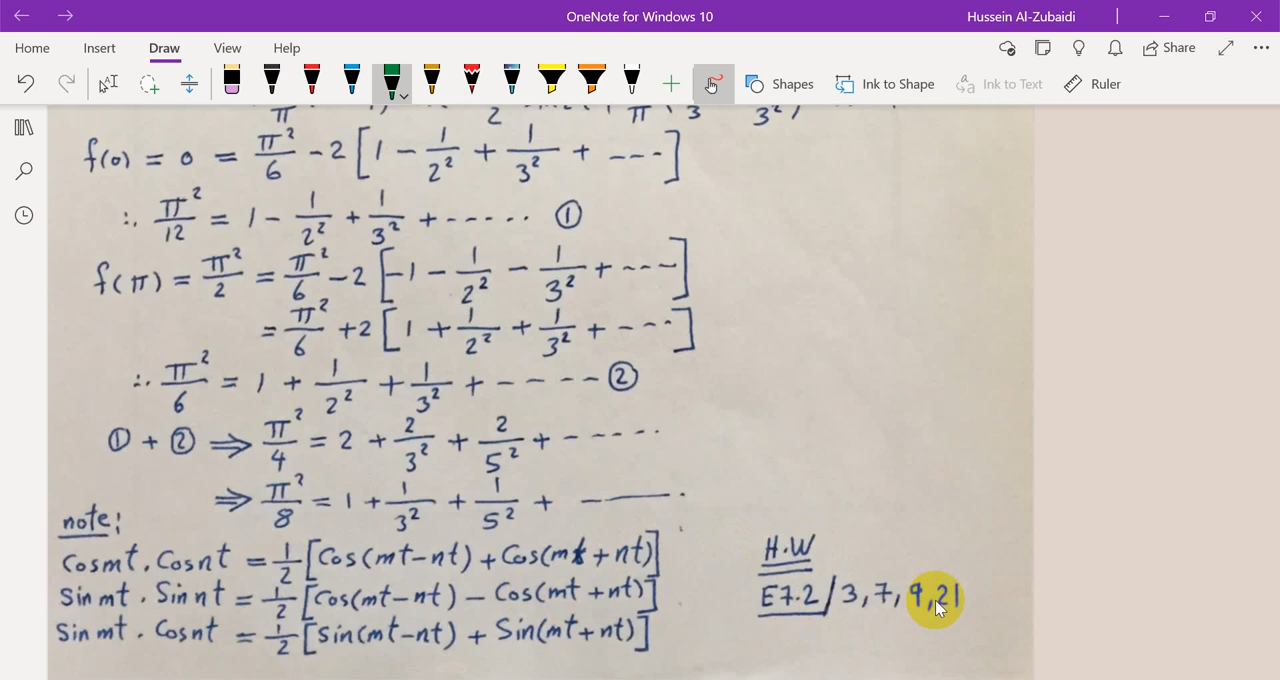 OneNote for Windows 10
Hussein Al-Zubaidi
Home Insert Draw View Help Share
Shapes Ink to Shape Ink to Text Ruler
f(0) = 0 = π²/6 - 2 [1 - 1/2² + 1/3² + ----]
∴ π²/12 = 1 - 1/2² + 1/3² + ------ ①
f(π) = π²/2 = π²/6 - 2 [-1 - 1/2² - 1/3² + ----]
= π²/6 + 2 [1 + 1/2² + 1/3² + ----]
∴ π²/6 = 1 + 1/2² + 1/3² + ----- ②
① + ② ⇒ π²/4 = 2 + 2/3² + 2/5² + ------
⇒ π²/8 = 1 + 1/3² + 1/5² + ------
note:
Cosmt . Cosnt = 1/2 [Cos(mt-nt) + Cos(mt+nt)]
Sin mt . Sin nt = 1/2 [Cos(mt-nt) - Cos(mt+nt)]
Sin mt . Cosnt = 1/2 [Sin(mt-nt) + Sin(mt+nt)]
H.W
E7.2/3,7,9,21